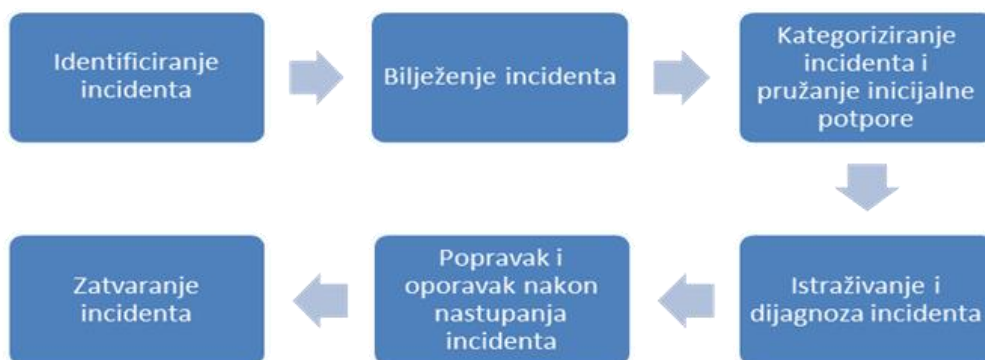 Identificiranje
incidenta
Bilježenje incidenta
Kategoriziranje
incidenta i
pružanje inicijalne
potpore
Istraživanje i
dijagnoza incidenta
Popravak i
oporavak nakon
nastupanja
incidenta
Zatvaranje
incidenta